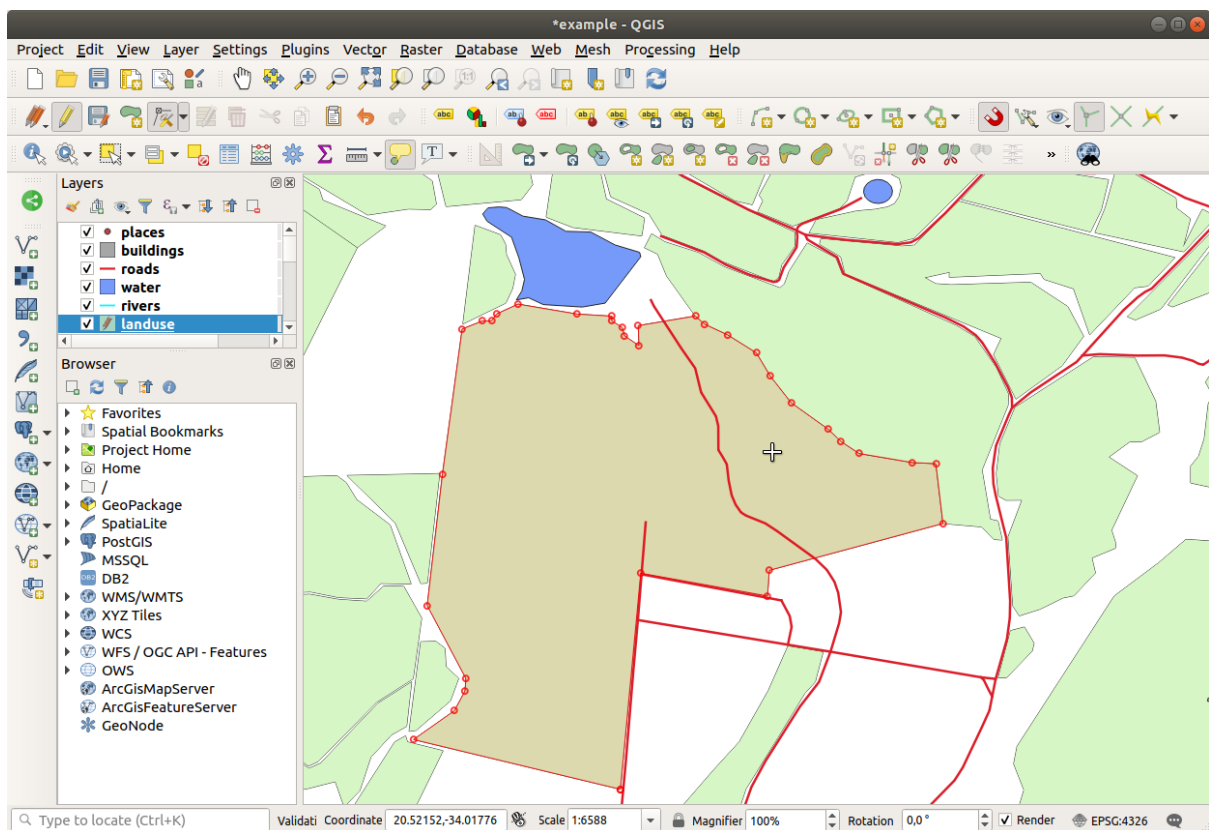 *example - QGIS
Project Edit View Layer Settings Plugins Vector Raster Database Web Mesh Processing Help
Layers
places
buildings
roads
water
rivers
landuse
Browser
Favorites
Spatial Bookmarks
Project Home
Home
/
GeoPackage
SpatiaLite
PostGIS
MSSQL
DB2
WMS/WMTS
XYZ Tiles
WCS
WFS / OGC API - Features
OWS
ArcGisMapServer
ArcGisFeatureServer
GeoNode
Type to locate (Ctrl+K) Validati Coordinate 20.52152,-34.01776 Scale 1:6588 Magnifier 100% Rotation 0,0 ° Render EPSG:4326